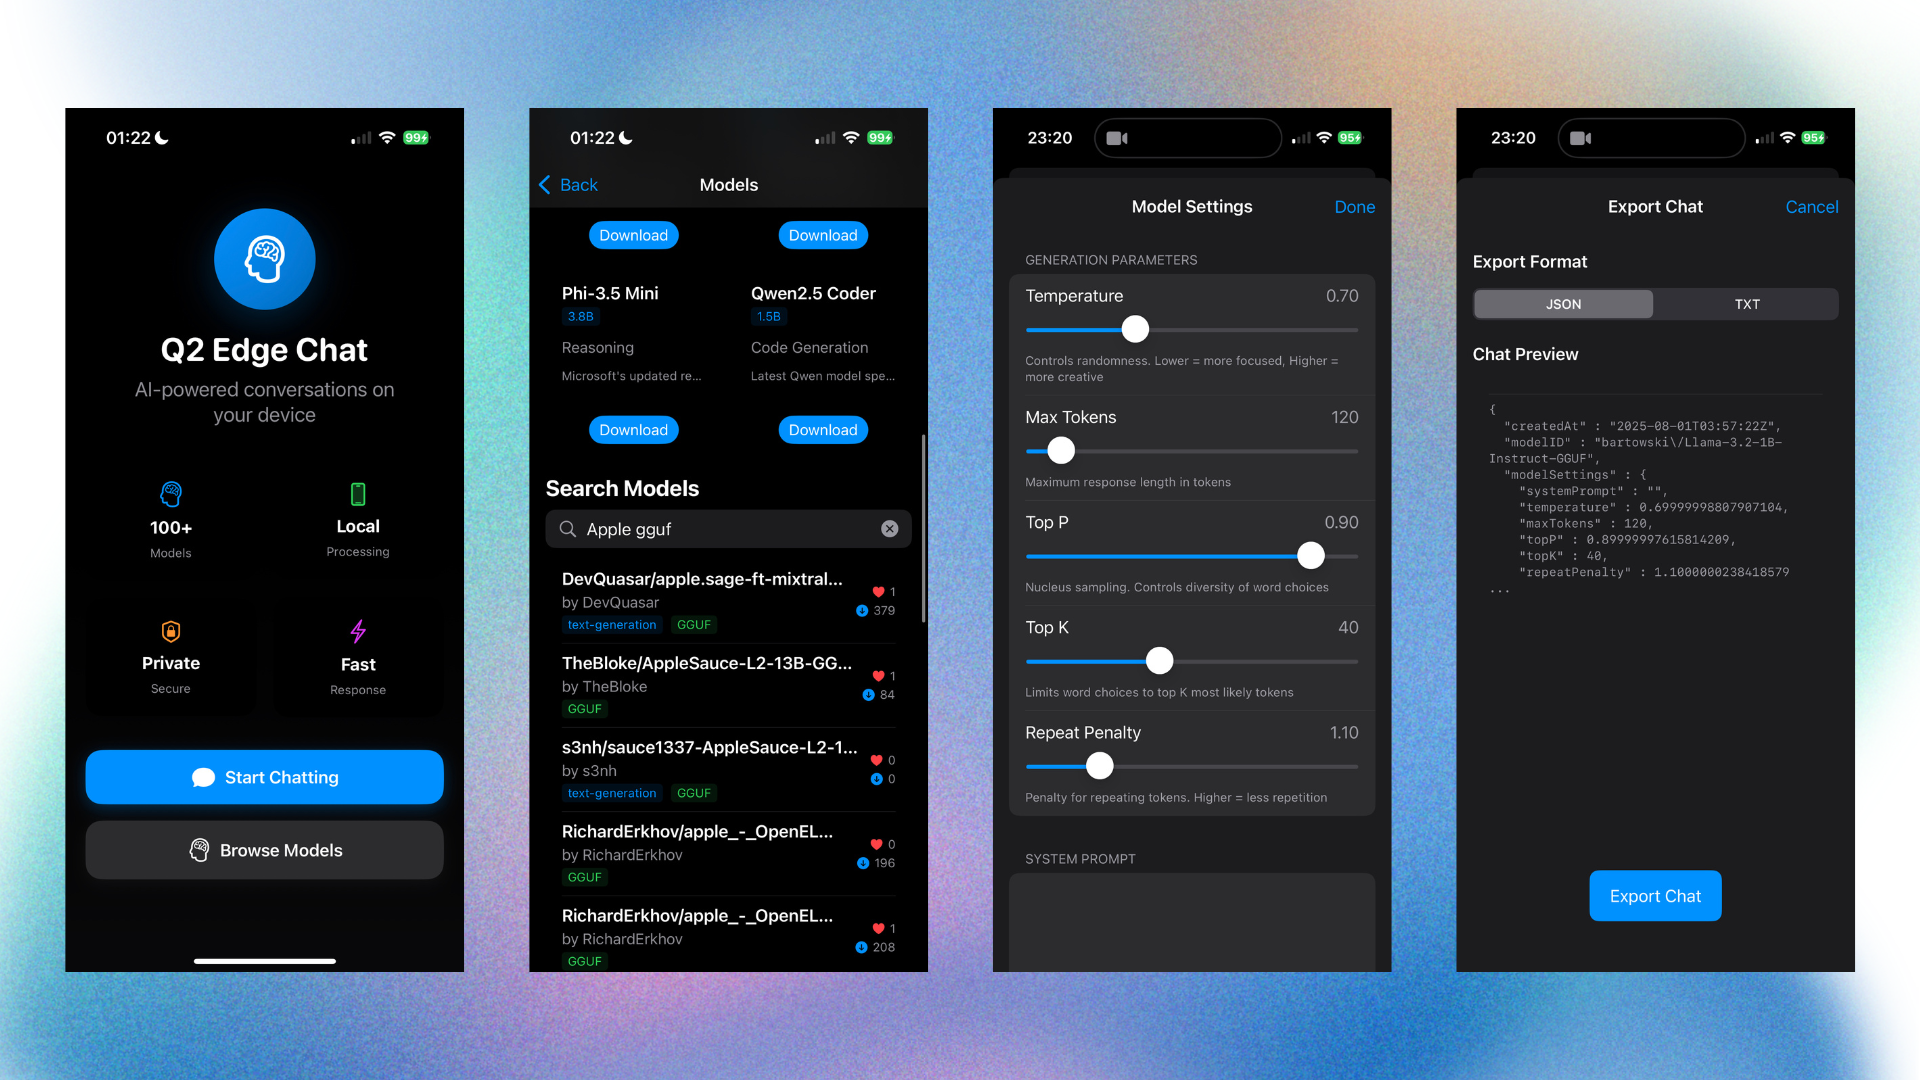 01:22
99
Q2 Edge Chat
AI-powered conversations on
your device
100+
Models
Local
Processing
Private
Secure
Fast
Response
Start Chatting
Browse Models
01:22
99
Back
Models
Download
Download
Phi-3.5 Mini
Qwen2.5 Coder
3.8B
1.5B
Reasoning
Code Generation
Microsoft's updated re...
Latest Qwen model spe...
Download
Download
Search Models
Apple gguf
DevQuasar/apple.sage-ft-mixtral...
1
by DevQuasar
379
text-generation GGUF
TheBloke/AppleSauce-L2-13B-GG...
1
by TheBloke
84
GGUF
s3nh/sauce1337-AppleSauce-L2-1...
0
by s3nh
0
text-generation GGUF
RichardErkhov/apple_-_OpenEL...
0
by RichardErkhov
196
GGUF
RichardErkhov/apple_-_OpenEL...
1
by RichardErkhov
208
GGUF
23:20
95
Model Settings
Done
GENERATION PARAMETERS
Temperature
0.70
Controls randomness. Lower = more focused, Higher =
more creative
Max Tokens
120
Maximum response length in tokens
Top P
0.90
Nucleus sampling. Controls diversity of word choices
Top K
40
Limits word choices to top K most likely tokens
Repeat Penalty
1.10
Penalty for repeating tokens. Higher = less repetition
SYSTEM PROMPT
23:20
95
Export Chat
Cancel
Export Format
JSON
TXT
Chat Preview
{
"createdAt" : "2025-08-01T03:57:22Z",
"modelID" : "bartowski\/Llama-3.2-1B-
Instruct-GGUF",
"modelSettings" : {
"systemPrompt" : "",
"temperature" : 0.69999998807907104,
"maxTokens" : 120,
"topP" : 0.89999997615814209,
"topK" : 40,
"repeatPenalty" : 1.1000000238418579
...
Export Chat